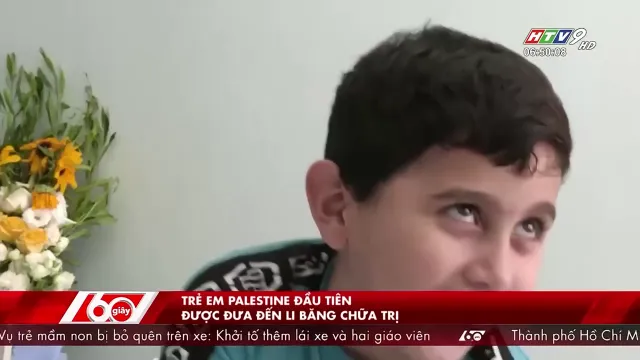 HTV9 HD
06:50:08
60 giây
TRẺ EM PALESTINE ĐẦU TIÊN
ĐƯỢC ĐƯA ĐẾN LI BĂNG CHỮA TRỊ
Vụ trẻ mầm non bị bỏ quên trên xe: Khởi tố thêm lái xe và hai giáo viên 60 Thành phố Hồ Chí M